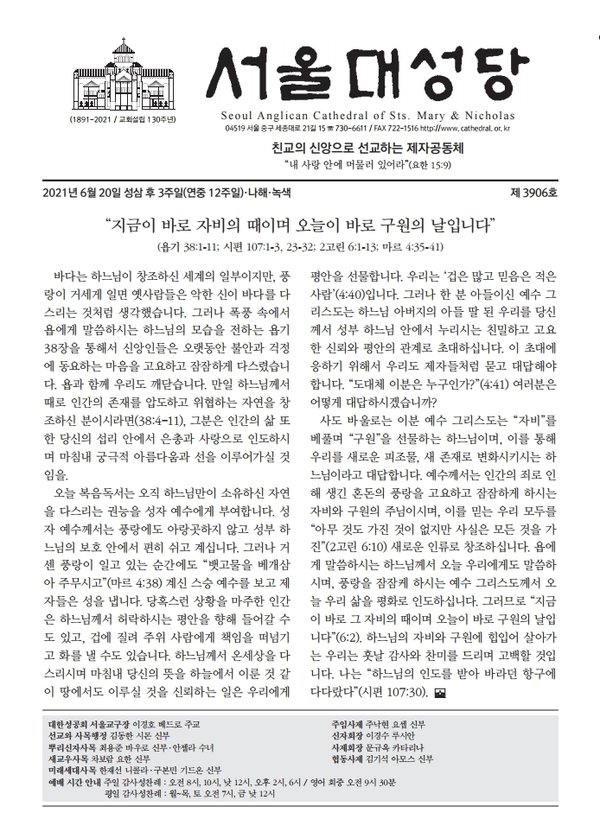 서울대성당
(1891-2021 / 교회설립 130주년)
Seoul Anglican Cathedral of Sts. Mary & Nicholas
04519 서울 중구 세종대로 21길 15 ☎ 730-6611 / FAX 722-1516 http://www.cathedral.or.kr
친교의 신앙으로 선교하는 제자공동체
“내 사랑 안에 머물러 있어라”(요한 15:9)
2021년 6월 20일 성삼 후 3주일(연중 12주일)·나해·녹색
제 3906호
“지금이 바로 자비의 때이며 오늘이 바로 구원의 날입니다”
(욥기 38:1-11; 시편 107:1-3, 23-32; 2고린 6:1-13; 마르 4:35-41)
바다는 하느님이 창조하신 세계의 일부이지만, 풍
랑이 거세게 일면 옛사람들은 악한 신이 바다를 다
스리는 것처럼 생각했습니다. 그러나 폭풍 속에서
욥에게 말씀하시는 하느님의 모습을 전하는 욥기
38장을 통해서 신앙인들은 오랫동안 불안과 걱정
에 동요하는 마음을 고요하고 잠잠하게 다스렸습니
다. 욥과 함께 우리도 깨닫습니다. 만일 하느님께서
때로 인간의 존재를 압도하고 위협하는 자연을 창
조하신 분이시라면(38:4-11), 그분은 인간의 삶 또
한 당신의 섭리 안에서 은총과 사랑으로 인도하시
며 마침내 궁극적 아름다움과 선을 이루어가실 것
임을.
오늘 복음독서는 오직 하느님만이 소유하신 자연
을 다스리는 권능을 성자 예수에게 부여합니다. 성
자 예수께서는 풍랑에도 아랑곳하지 않고 성부 하
느님의 보호 안에서 편히 쉬고 계십니다. 그러나 거
센 풍랑이 일고 있는 순간에도 “뱃고물을 베개삼
아 주무시고”(마르 4:38) 계신 스승 예수를 보고 제
자들은 성을 냅니다. 당혹스런 상황을 마주한 인간
은 하느님께서 허락하시는 평안을 향해 들어갈 수
도 있고, 겁에 질려 주위 사람에게 책임을 떠넘기
고 화를 낼 수도 있습니다. 하느님께서 온세상을 다
스리시며 마침내 당신의 뜻을 하늘에서 이룬 것 같
이 땅에서도 이루실 것을 신뢰하는 일은 우리에게
평안을 선물합니다. 우리는 ‘겁은 많고 믿음은 적은
사람’(4:40)입니다. 그러나 한 분 아들이신 예수 그
리스도는 하느님 아버지의 아들 딸 된 우리를 당신
께서 성부 하느님 안에서 누리시는 친밀하고 고요
한 신뢰와 평안의 관계로 초대하십니다. 이 초대에
응하기 위해서 우리도 제자들처럼 묻고 대답해야
합니다. “도대체 이분은 누구인가?”(4:41) 여러분은
어떻게 대답하시겠습니까?
사도 바울로는 이분 예수 그리스도는 “자비”를
베풀며 “구원”을 선물하는 하느님이며, 이를 통해
우리를 새로운 피조물, 새 존재로 변화시키시는 하
느님이라고 대답합니다. 예수께서는 인간의 죄로 인
해 생긴 혼돈의 풍랑을 고요하고 잠잠하게 하시는
자비와 구원의 주님이시며, 이를 믿는 우리 모두를
“아무 것도 가진 것이 없지만 사실은 모든 것을 가
진”(2고린 6:10) 새로운 인류로 창조하십니다. 욥에
게 말씀하시는 하느님께서 오늘 우리에게도 말씀하
시며, 풍랑을 잠잠케 하시는 예수 그리스도께서 오
늘 우리 삶을 평화로 인도하십니다. 그러므로 “지금
이 바로 그 자비의 때이며 오늘이 바로 구원의 날입
니다”(6:2). 하느님의 자비와 구원에 힘입어 살아가
는 우리는 훗날 감사와 찬미를 드리며 고백할 것입
니다. 나는 “하느님의 인도를 받아 바라던 항구에
다다랐다”(시편 107:30).
대한성공회 서울교구장 이경호 베드로 주교
선교와 사목행정 김동한 시몬 신부
뿌리신자사목 최용준 바우로 신부·안젤라 수녀
새교우사목 차보람 요한 신부
미래세대사목 한재선 니콜라·구본민 기드온 신부
주임사제 주낙현 요셉 신부
신자회장 이경수 루시안
사제회장 문규옥 카타리나
협동사제 김기석 아모스 신부
예배 시간 안내 주일 감사성찬례 : 오전 8시, 10시, 낮 12시, 오후 2시, 6시 / 영어 회중 오전 9시 30분
평일 감사성찬례 : 월~목, 토 오전 7시, 금 낮 12시